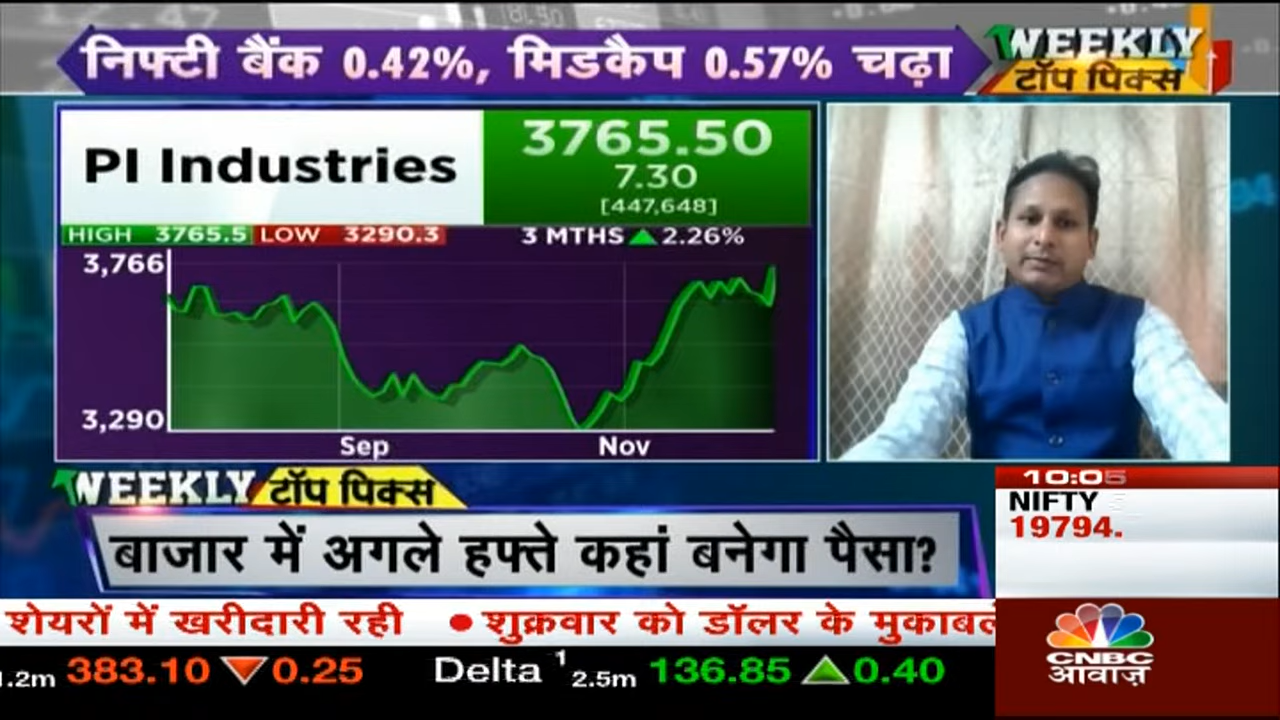 निफ्टी बैंक 0.42%, मिडकैप 0.57% चढ़ा
WEEKLY
टॉप पिक्स
PI Industries
3765.50
7.30
[447,648]
HIGH 3765.5 LOW 3290.3
3 MTHS ▲ 2.26%
3,766
3,290
Sep Nov
WEEKLY टॉप पिक्स
बाजार में अगले हफ्ते कहां बनेगा पैसा?
10:05
NIFTY
19794.
शेयरों में खरीदारी रही ● शुक्रवार को डॉलर के मुकाबले
1.2m 383.10 ▼ 0.25 Delta 1 2.5m 136.85 ▲ 0.40
CNBC
आवाज़